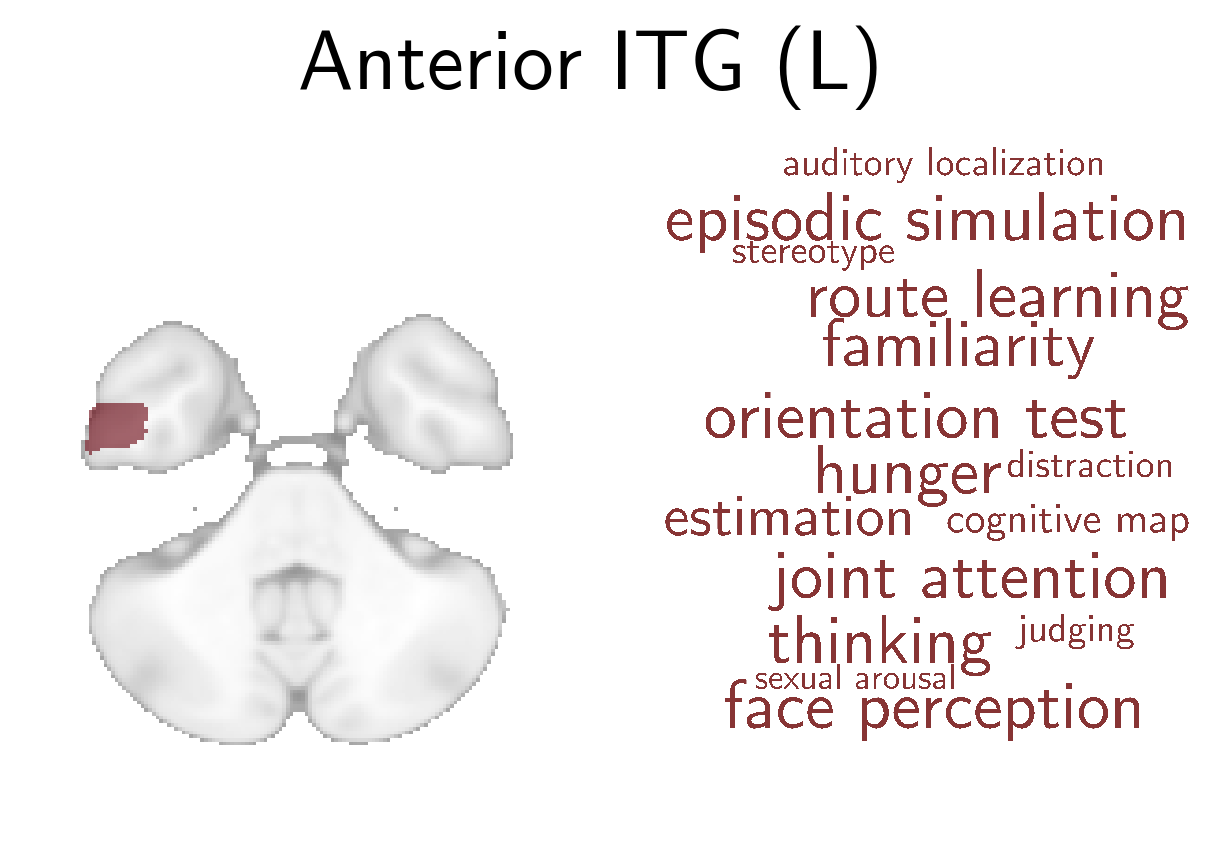 Anterior ITG (L)
auditory localization
episodic simulation
stereotype
route learning
familiarity
orientation test
hunger distraction
estimation cognitive map
joint attention
thinking judging
sexual arousal
face perception